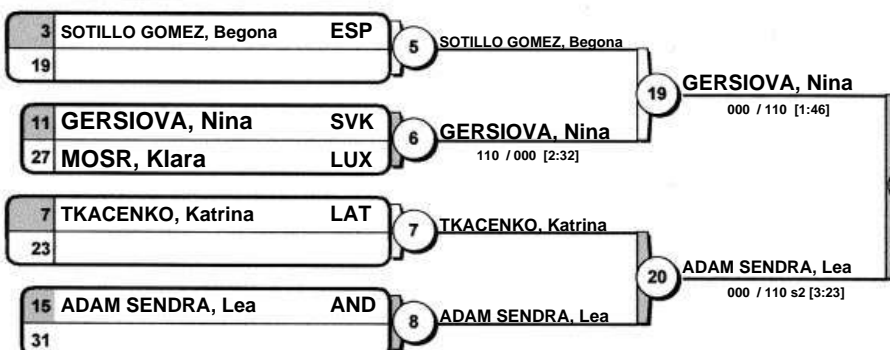 3 SOTILLO GOMEZ, Begona ESP
19
5
SOTILLO GOMEZ, Begona
11 GERSIOVA, Nina SVK
27 MOSR, Klara LUX
6
GERSIOVA, Nina
110 / 000 [2:32]
19
GERSIOVA, Nina
000 / 110 [1:46]
7 TKACENKO, Katrina LAT
23
7
TKACENKO, Katrina
15 ADAM SENDRA, Lea AND
31
8
ADAM SENDRA, Lea
20
ADAM SENDRA, Lea
000 / 110 s2 [3:23]